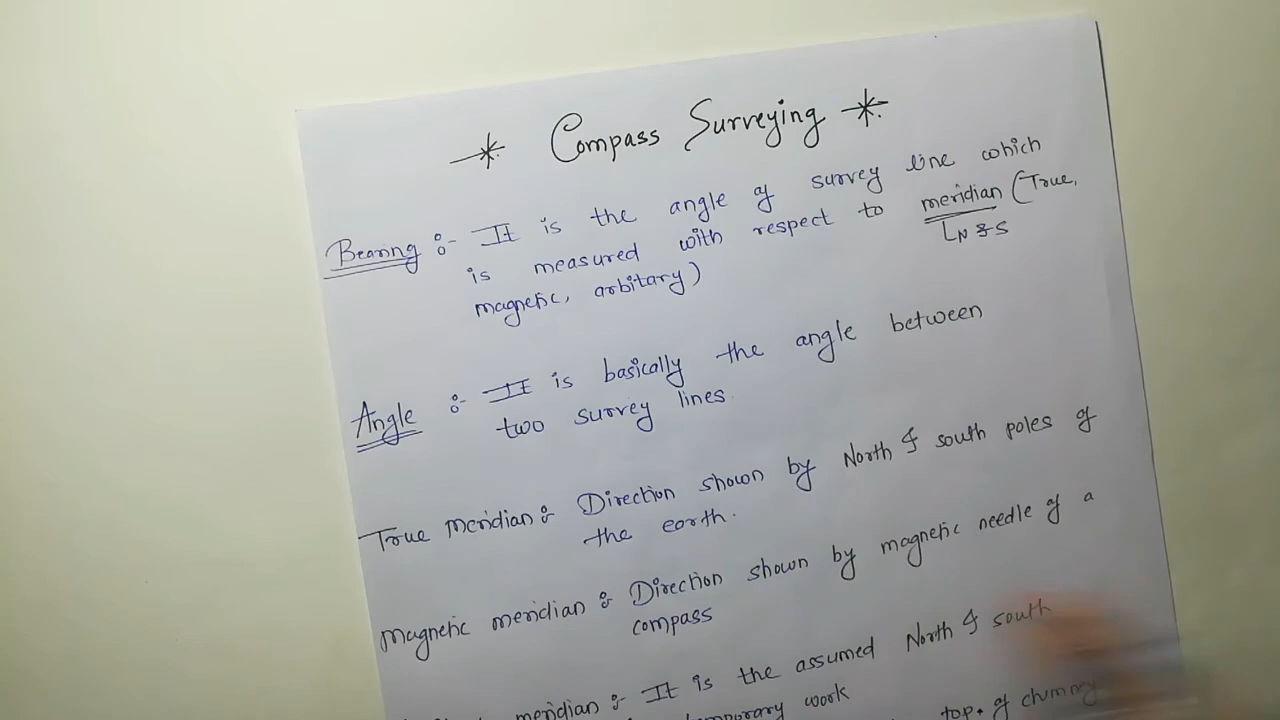 Compass Surveying
Bearing :- It is the angle of survey line which
is measured with respect to meridian (True,
N & S
magnetic, arbitrary)
Angle :- It is basically the angle between
two survey lines.
True meridian : Direction shown by North & south poles of
the earth.
Magnetic meridian : Direction shown by magnetic needle of a
compass
meridian : It is the assumed North & south
work
top. of chimney